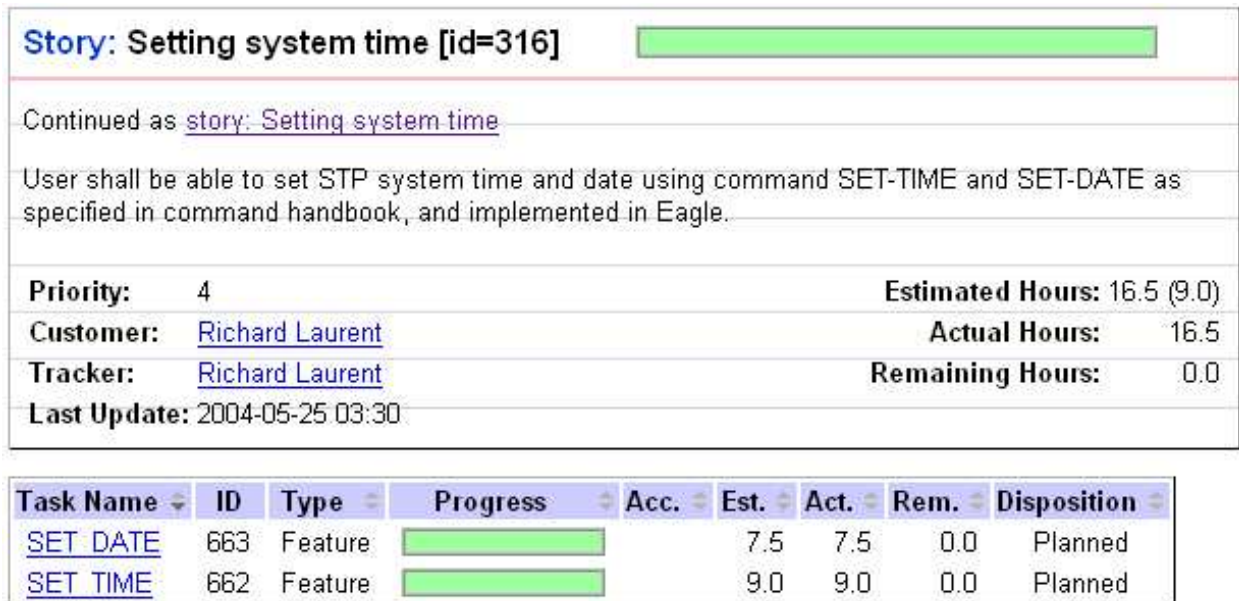 Story: Setting system time [id=316]
Continued as story: Setting system time
User shall be able to set STP system time and date using command SET-TIME and SET-DATE as
specified in command handbook, and implemented in Eagle.
Priority: 4 Estimated Hours: 16.5 (9.0)
Customer: Richard Laurent Actual Hours: 16.5
Tracker: Richard Laurent Remaining Hours: 0.0
Last Update: 2004-05-25 03:30
Task Name ID Type Progress Acc. Est. Act. Rem. Disposition
SET DATE 663 Feature 7.5 7.5 0.0 Planned
SET TIME 662 Feature 9.0 9.0 0.0 Planned